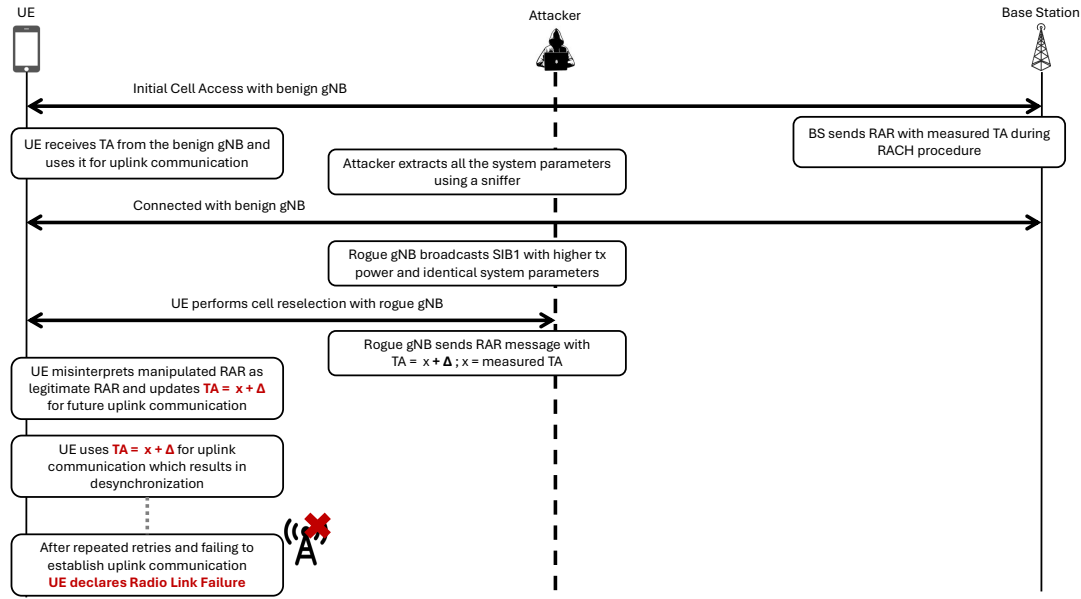 UE
Attacker
Base Station
Initial Cell Access with benign gNB
UE receives TA from the benign gNB and
uses it for uplink communication
BS sends RAR with measured TA during
RACH procedure
Attacker extracts all the system parameters
using a sniffer
Connected with benign gNB
Rogue gNB broadcasts SIB1 with higher tx
power and identical system parameters
UE performs cell reselection with rogue gNB
Rogue gNB sends RAR message with
TA = x + Δ ; x = measured TA
UE misinterprets manipulated RAR as
legitimate RAR and updates TA = x + Δ
for future uplink communication
UE uses TA = x + Δ for uplink
communication which results in
desynchronization
After repeated retries and failing to
establish uplink communication
UE declares Radio Link Failure